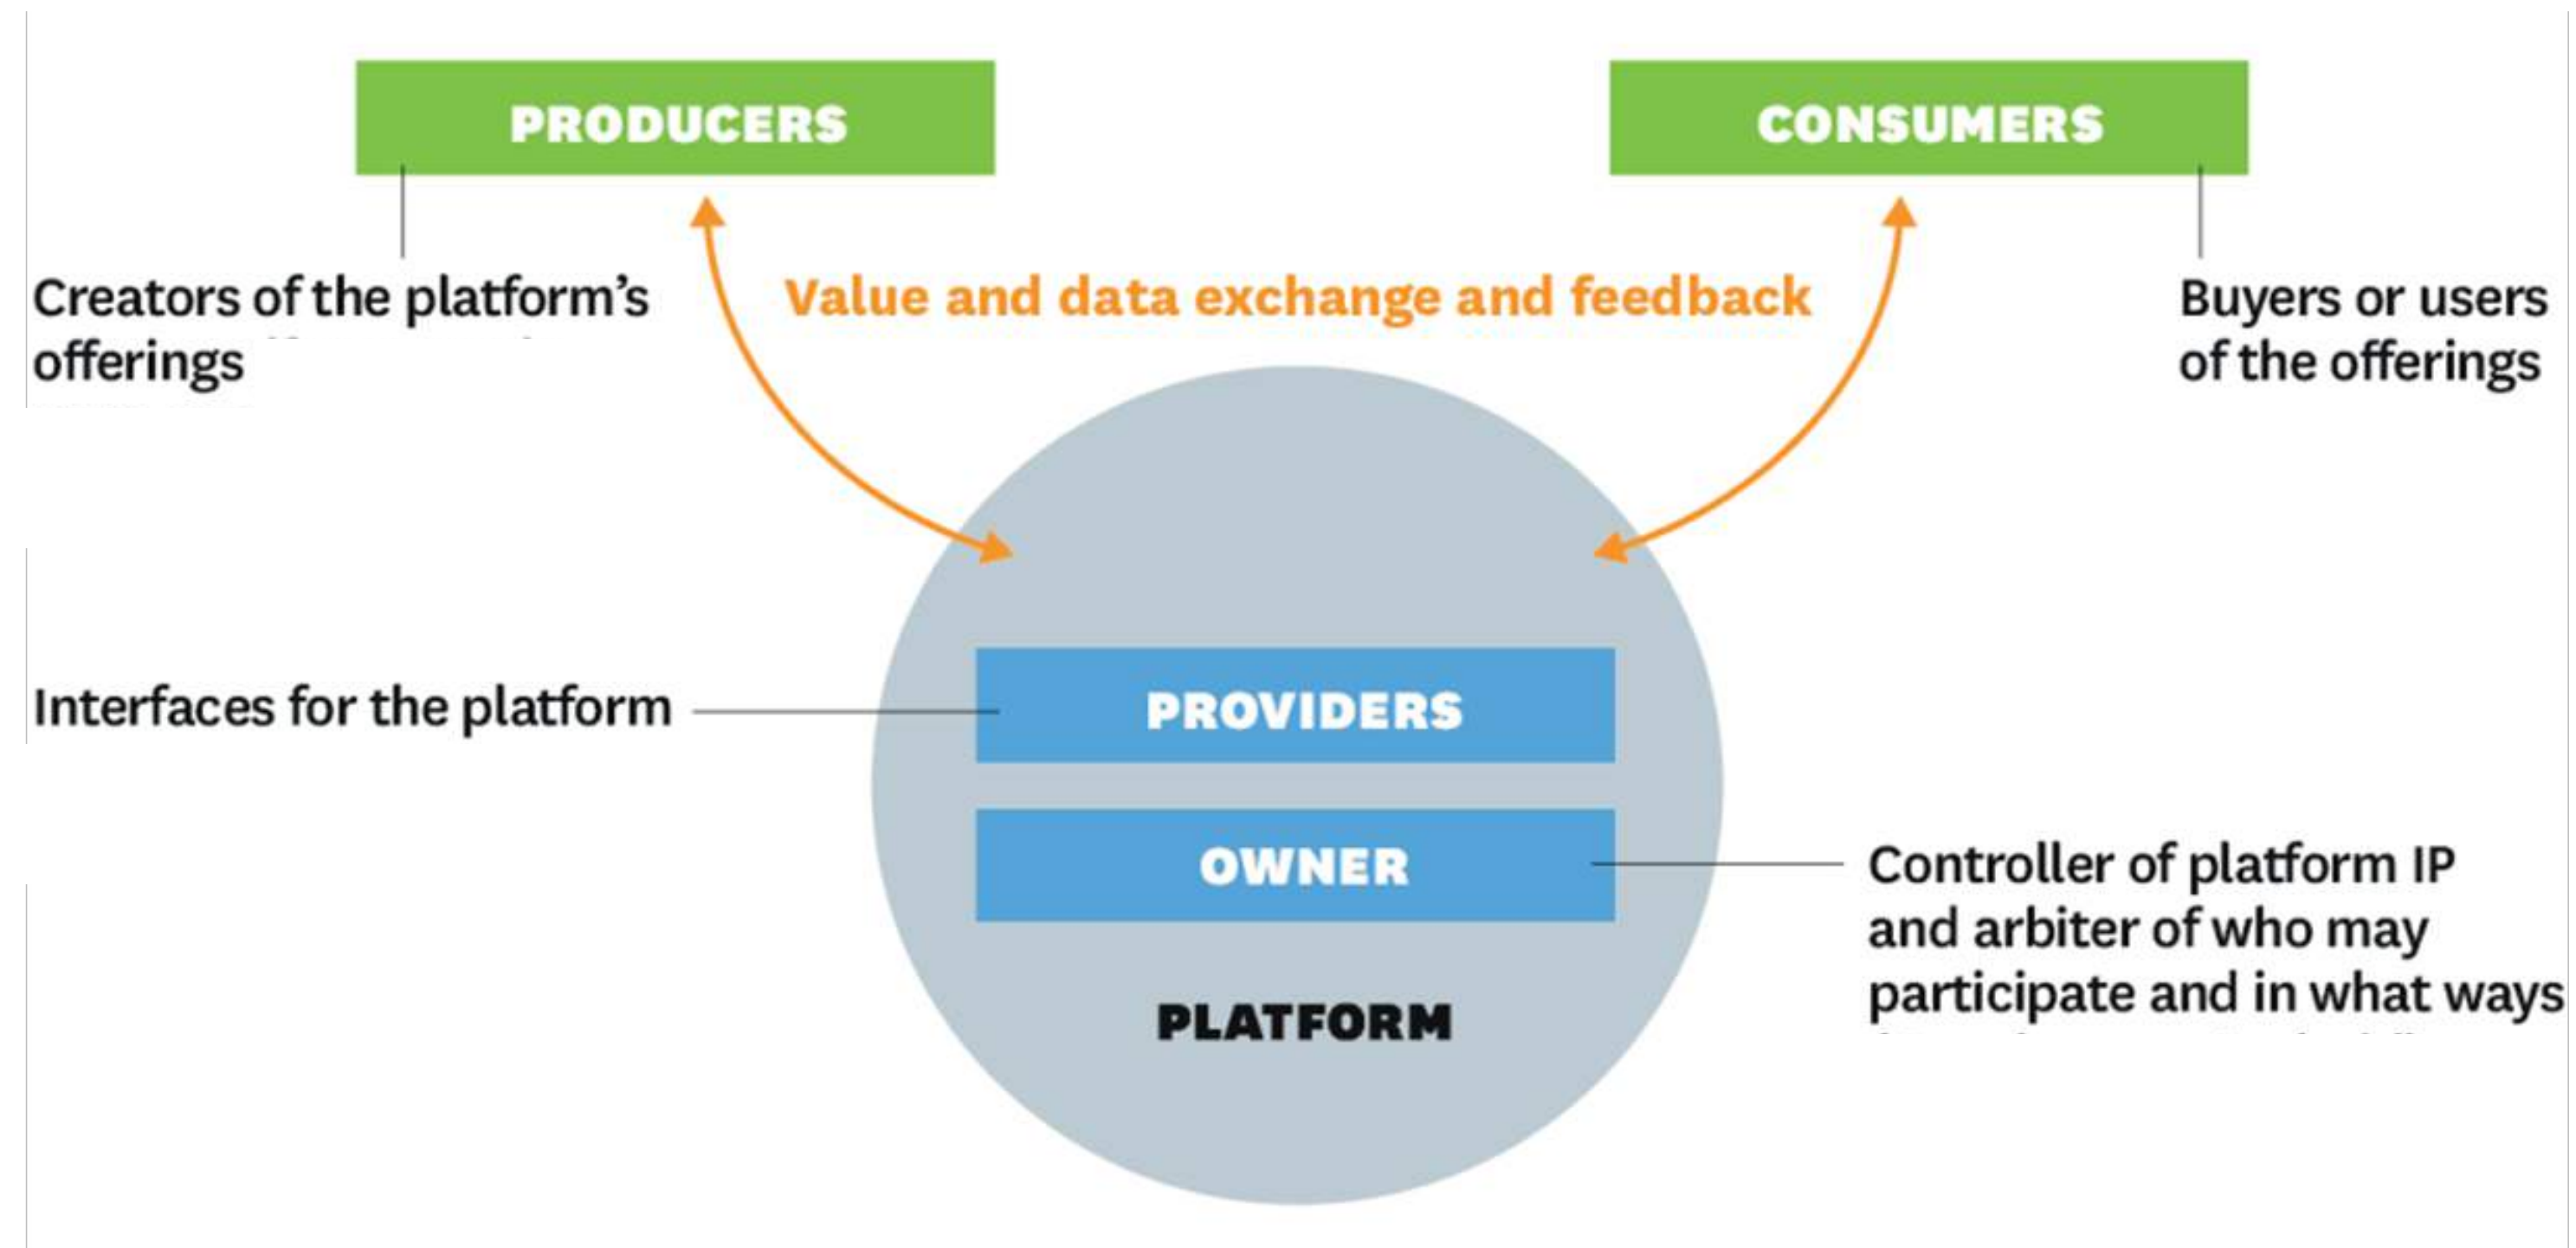 PRODUCERS
CONSUMERS
Creators of the platform’s
offerings
Value and data exchange and feedback
Buyers or users
of the offerings
Interfaces for the platform
PROVIDERS
OWNER
Controller of platform IP
and arbiter of who may
participate and in what ways
PLATFORM